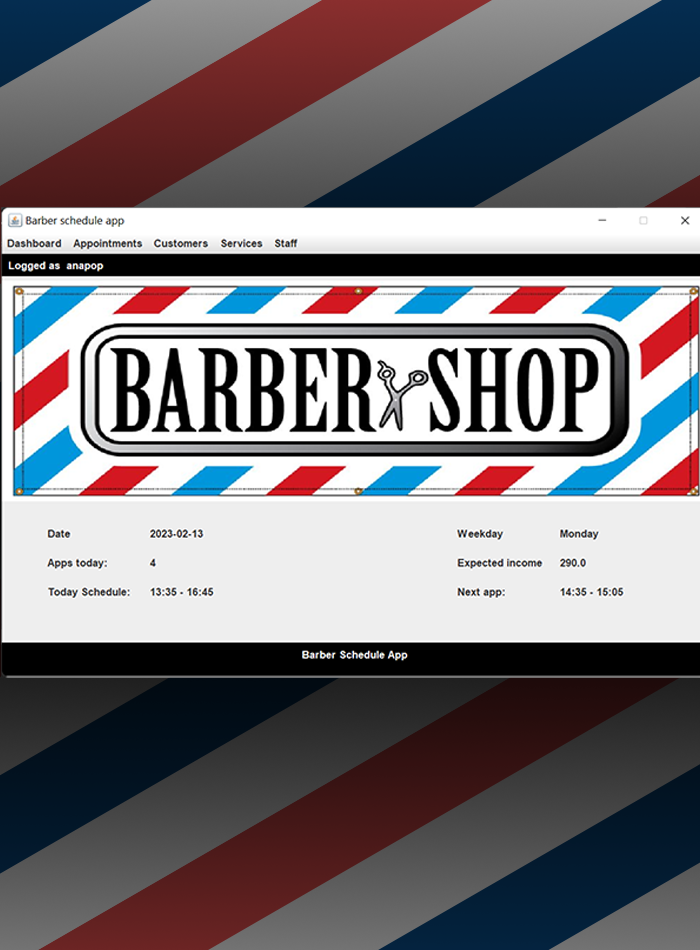 Barber schedule app
Dashboard Appointments Customers Services Staff
Logged as anapop
BARBER SHOP
Date 2023-02-13 Weekday Monday
Apps today: 4 Expected income 290.0
Today Schedule: 13:35 - 16:45 Next app: 14:35 - 15:05
Barber Schedule App